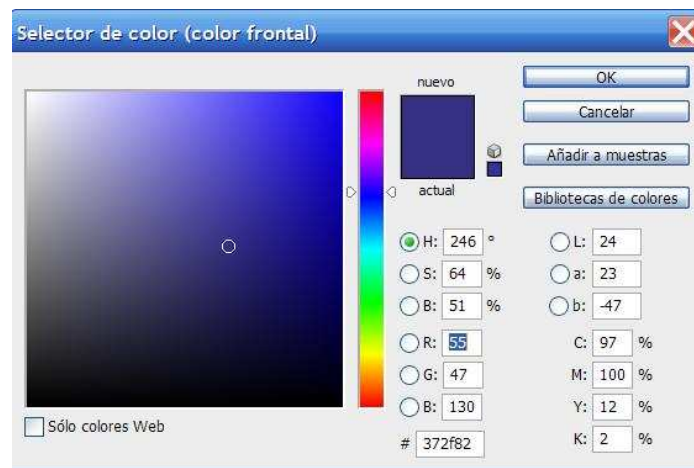 Selector de color (color frontal)
nuevo
actual
OK
Cancelar
Añadir a muestras
Bibliotecas de colores
H: 246 °
S: 64 %
B: 51 %
R: 55
G: 47
B: 130
# 372f82
L: 24
a: 23
b: -47
C: 97 %
M: 100 %
Y: 12 %
K: 2 %
Sólo colores Web